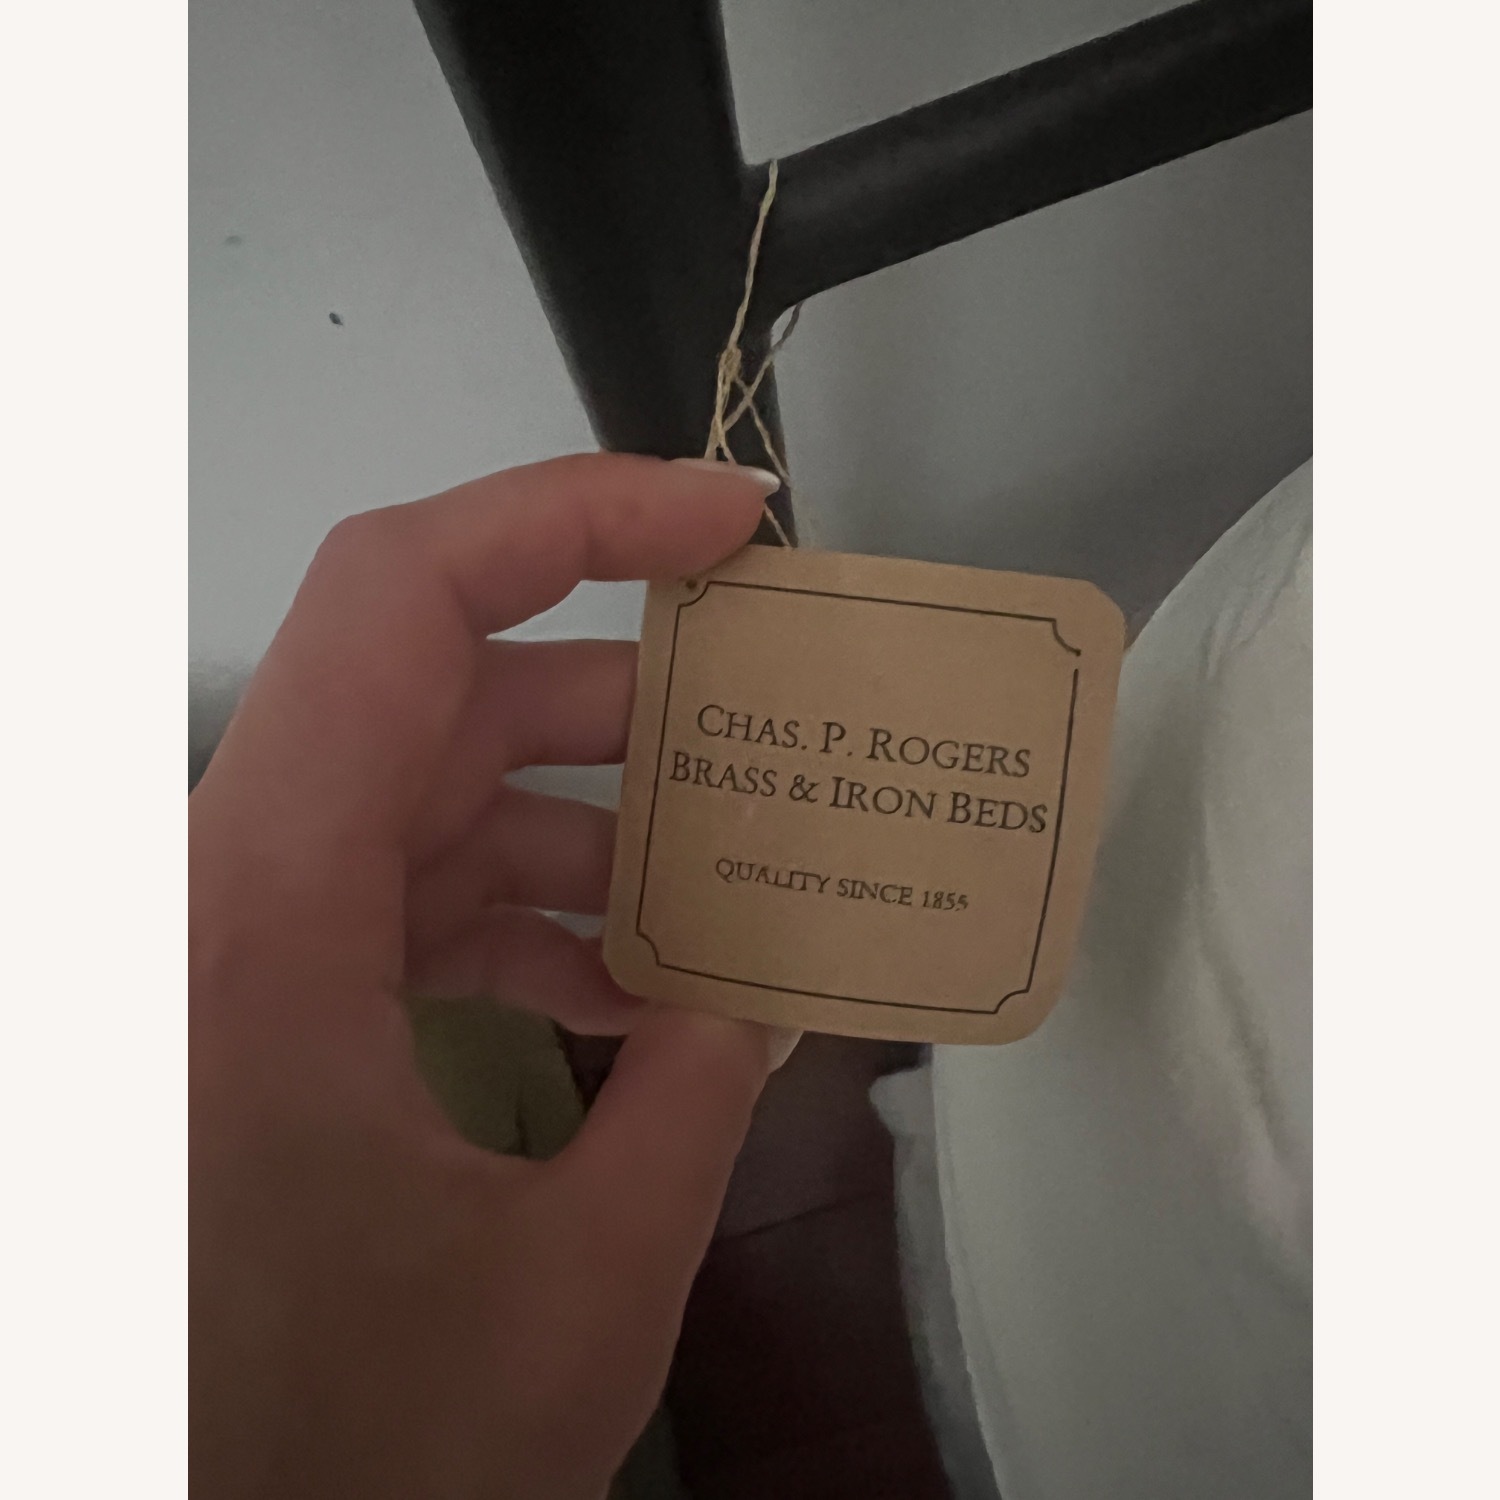 CHAS. P. ROGERS
BRASS & IRON BEDS
QUALITY SINCE 1855